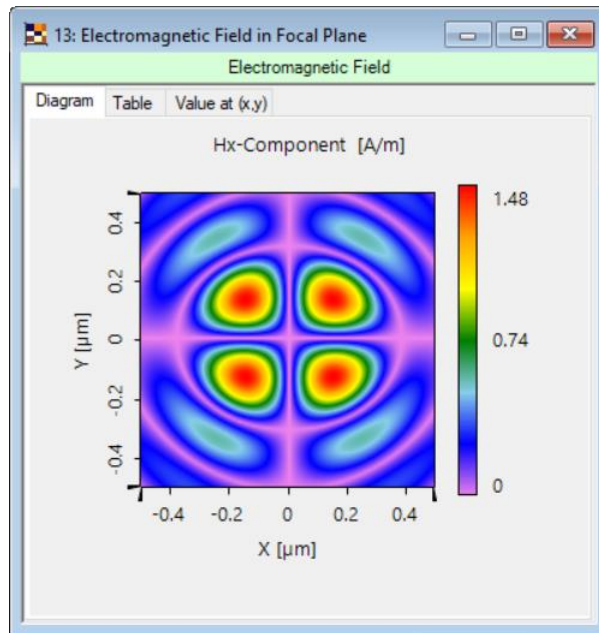 13: Electromagnetic Field in Focal Plane
Electromagnetic Field
Diagram Table Value at (x,y)
Hx-Component [A/m]
1.48
0.74
0
Y [µm]
0.4
0.2
0
-0.2
-0.4
-0.4 -0.2 0 0.2 0.4
X [µm]